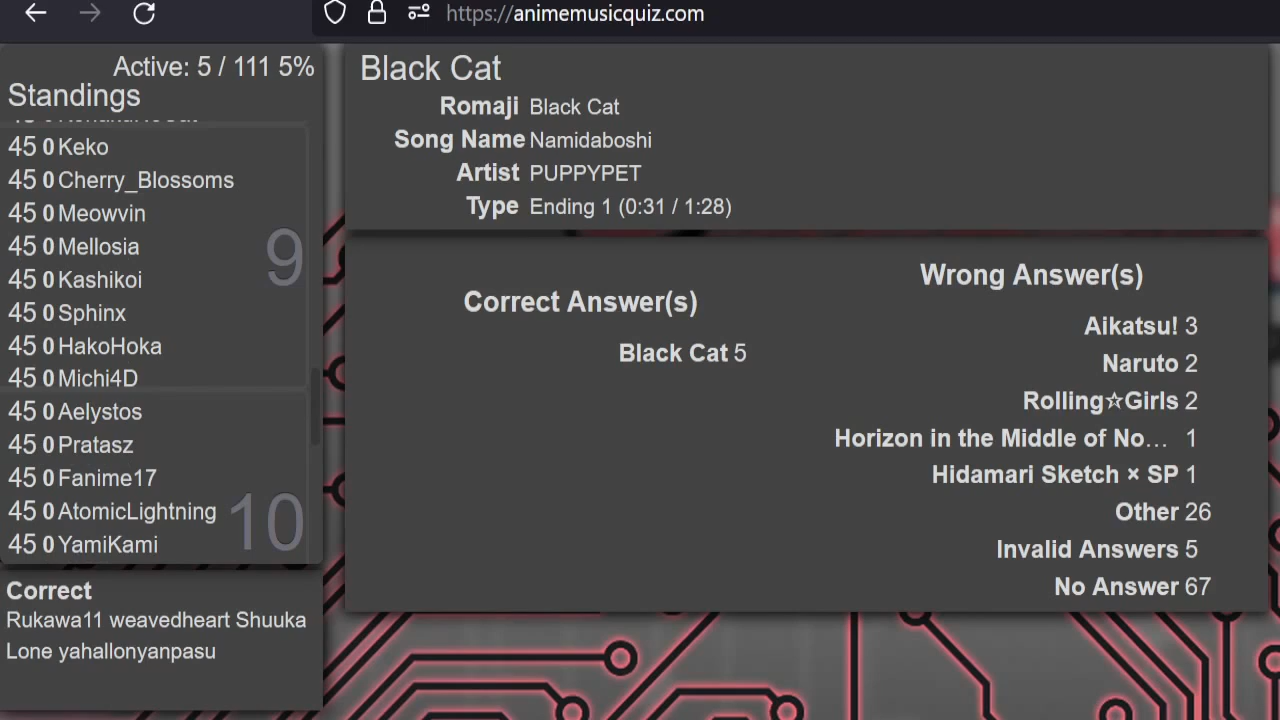 https://animemusicquiz.com
Active: 5 / 111 5%
Standings
45 0 Keko
45 0 Cherry_Blossoms
45 0 Meowvin
45 0 Mellosia
45 0 Kashikoi
45 0 Sphinx
45 0 HakoHoka
45 0 Michi4D
9
45 0 Aelystos
45 0 Pratasz
45 0 Fanime17
45 0 AtomicLightning
45 0 YamiKami
10
Correct
Rukawa11 weavedheart Shuuka
Lone yahallonyanpasu
Black Cat
Romaji Black Cat
Song Name Namidaboshi
Artist PUPPYPET
Type Ending 1 (0:31 / 1:28)
Correct Answer(s)
Black Cat 5
Wrong Answer(s)
Aikatsu! 3
Naruto 2
Rolling☆Girls 2
Horizon in the Middle of No... 1
Hidamari Sketch × SP 1
Other 26
Invalid Answers 5
No Answer 67